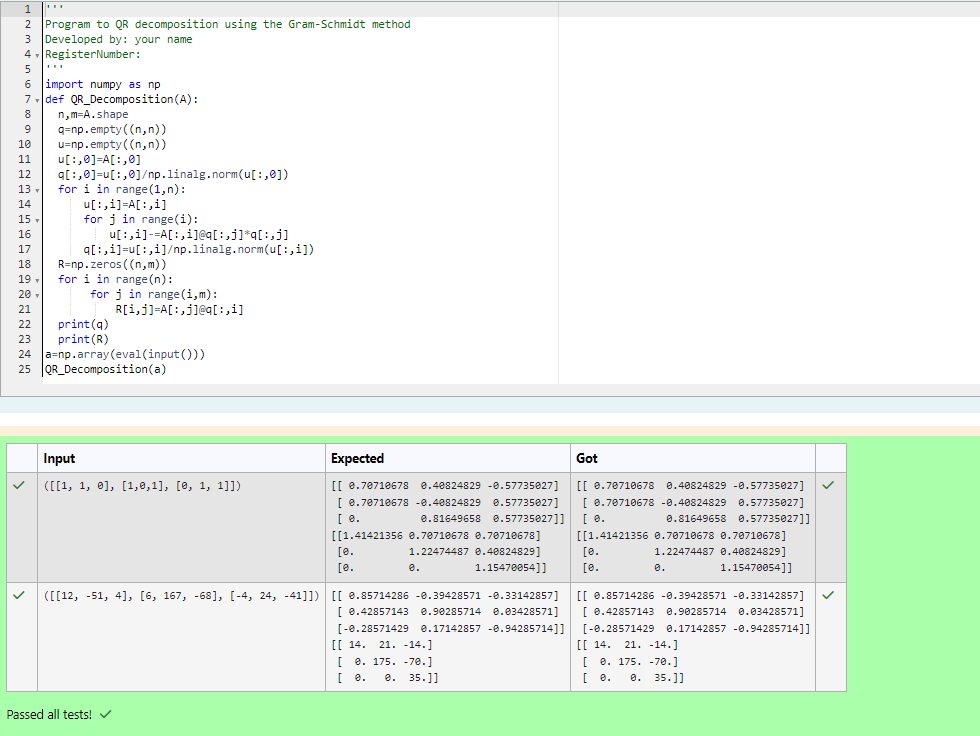 1 '''
2 Program to QR decomposition using the Gram-Schmidt method
3 Developed by: your name
4 RegisterNumber:
5 '''
6 import numpy as np
7 def QR_Decomposition(A):
8 n,m=A.shape
9 q=np.empty((n,n))
10 u=np.empty((n,n))
11 u[:,0]=A[:,0]
12 q[:,0]=u[:,0]/np.linalg.norm(u[:,0])
13 for i in range(1,n):
14 u[:,i]=A[:,i]
15 for j in range(i):
16 u[:,i]-=A[:,i]@q[:,j]*q[:,j]
17 q[:,i]=u[:,i]/np.linalg.norm(u[:,i])
18 R=np.zeros((n,m))
19 for i in range(n):
20 for j in range(i,m):
21 R[i,j]=A[:,j]@q[:,i]
22 print(q)
23 print(R)
24 a=np.array(eval(input()))
25 QR_Decomposition(a)
Input Expected Got
([[1, 1, 0], [1,0,1], [0, 1, 1]]) [[ 0.70710678 0.40824829 -0.57735027] [[ 0.70710678 0.40824829 -0.57735027]
[ 0.70710678 -0.40824829 0.57735027] [ 0.70710678 -0.40824829 0.57735027]
[ 0. 0.81649658 0.57735027]] [ 0. 0.81649658 0.57735027]]
[[1.41421356 0.70710678 0.70710678] [[1.41421356 0.70710678 0.70710678]
[0. 1.22474487 0.40824829] [0. 1.22474487 0.40824829]
[0. 0. 1.15470054]] [0. 0. 1.15470054]]
([[12, -51, 4], [6, 167, -68], [-4, 24, -41]]) [[ 0.85714286 -0.39428571 -0.33142857] [[ 0.85714286 -0.39428571 -0.33142857]
[ 0.42857143 0.90285714 0.03428571] [ 0.42857143 0.90285714 0.03428571]
[-0.28571429 0.17142857 -0.94285714]] [-0.28571429 0.17142857 -0.94285714]]
[[ 14. 21. -14.] [[ 14. 21. -14.]
[ 0. 175. -70.] [ 0. 175. -70.]
[ 0. 0. 35.]] [ 0. 0. 35.]]
Passed all tests!